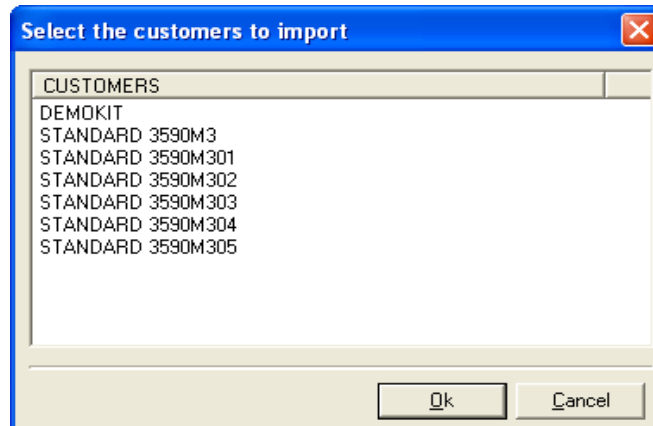 Select the customers to import
CUSTOMERS
DEMOKIT
STANDARD 3590M3
STANDARD 3590M301
STANDARD 3590M302
STANDARD 3590M303
STANDARD 3590M304
STANDARD 3590M305
Ok
Cancel